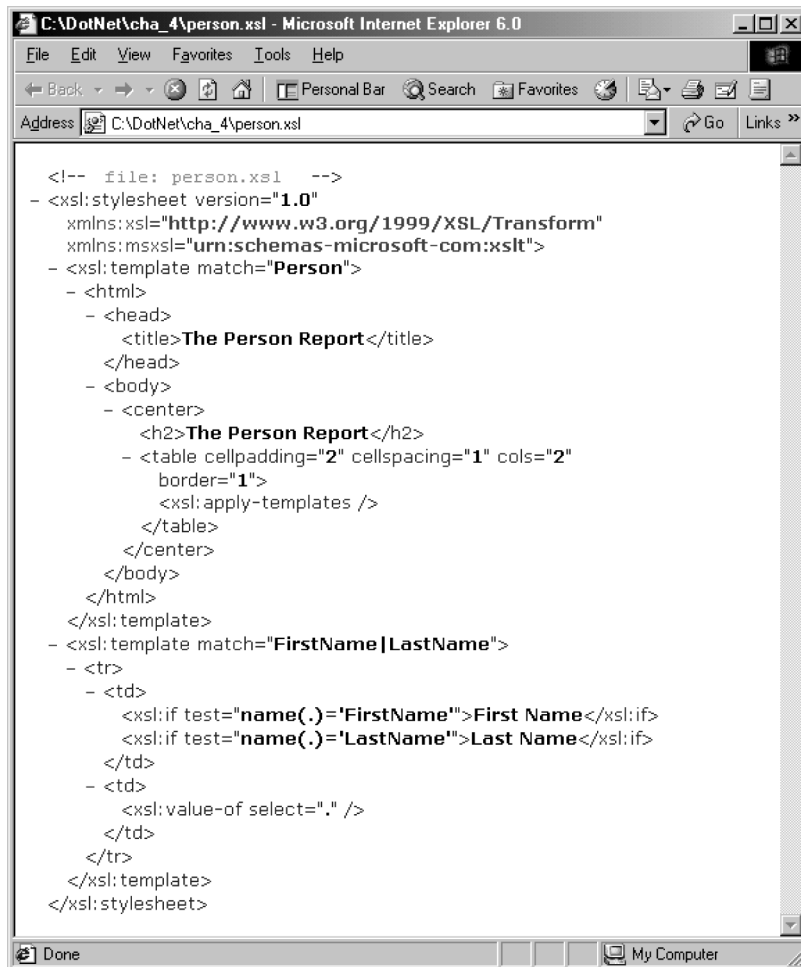 C:\DotNet\cha_4\person.xsl - Microsoft Internet Explorer 6.0
File Edit View Favorites Tools Help
Back Personal Bar Search Favorites
Address C:\DotNet\cha_4\person.xsl Go Links »
<!-- file: person.xsl -->
– <xsl:stylesheet version="1.0"
xmlns:xsl="http://www.w3.org/1999/XSL/Transform"
xmlns:msxsl="urn:schemas-microsoft-com:xslt">
– <xsl:template match="Person">
– <html>
– <head>
<title>The Person Report</title>
</head>
– <body>
– <center>
<h2>The Person Report</h2>
– <table cellpadding="2" cellspacing="1" cols="2"
border="1">
<xsl:apply-templates />
</table>
</center>
</body>
</html>
</xsl:template>
– <xsl:template match="FirstName|LastName">
– <tr>
– <td>
<xsl:if test="name(.)='FirstName'">First Name</xsl:if>
<xsl:if test="name(.)='LastName'">Last Name</xsl:if>
</td>
– <td>
<xsl:value-of select="." />
</td>
</tr>
</xsl:template>
</xsl:stylesheet>
Done My Computer